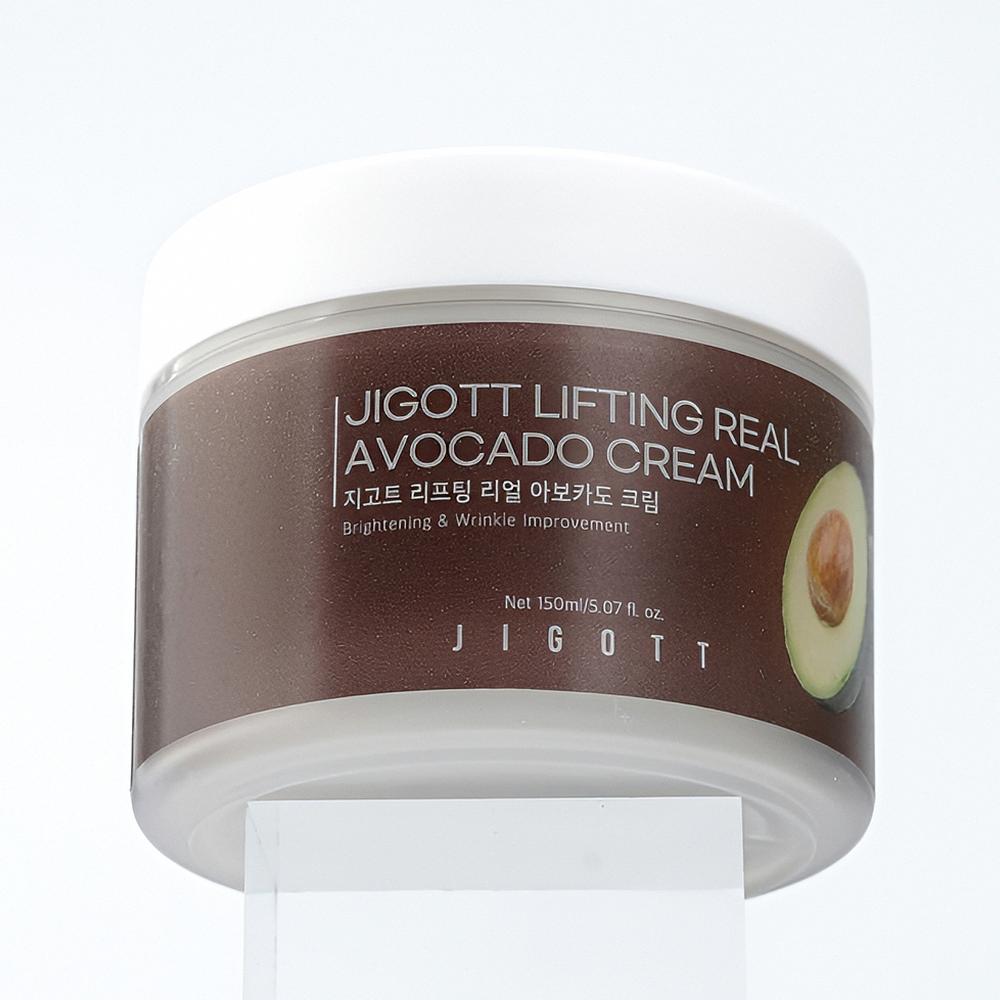 JIGOTT LIFTING REAL
AVOCADO CREAM
지고트 리프팅 리얼 아보카도 크림
Brightening & Wrinkle Improvement
Net 150ml/5.07 fl. oz.
JIGOTT